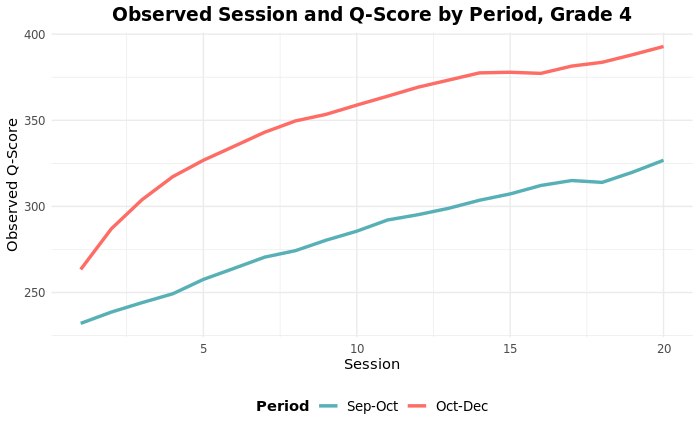 Observed Session and Q-Score by Period, Grade 4
Observed Q-Score
400
350
300
250
5 10 15 20
Session
Period Sep-Oct Oct-Dec